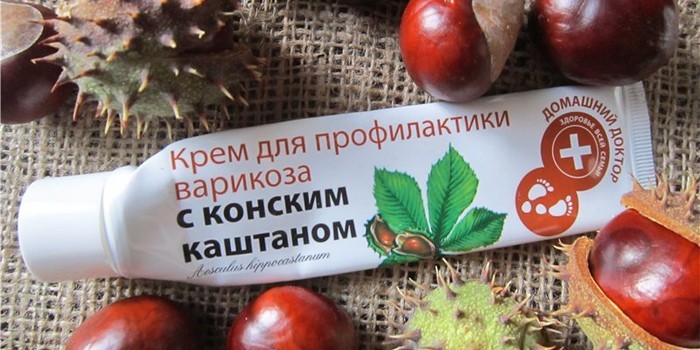 Крем для профилактики
варикоза
с конским
каштаном
Aesculus hippocastanum
ДОМАШНИЙ ДОКТОР
ЗДОРОВЬЕ ВСЕЙ СЕМЬИ